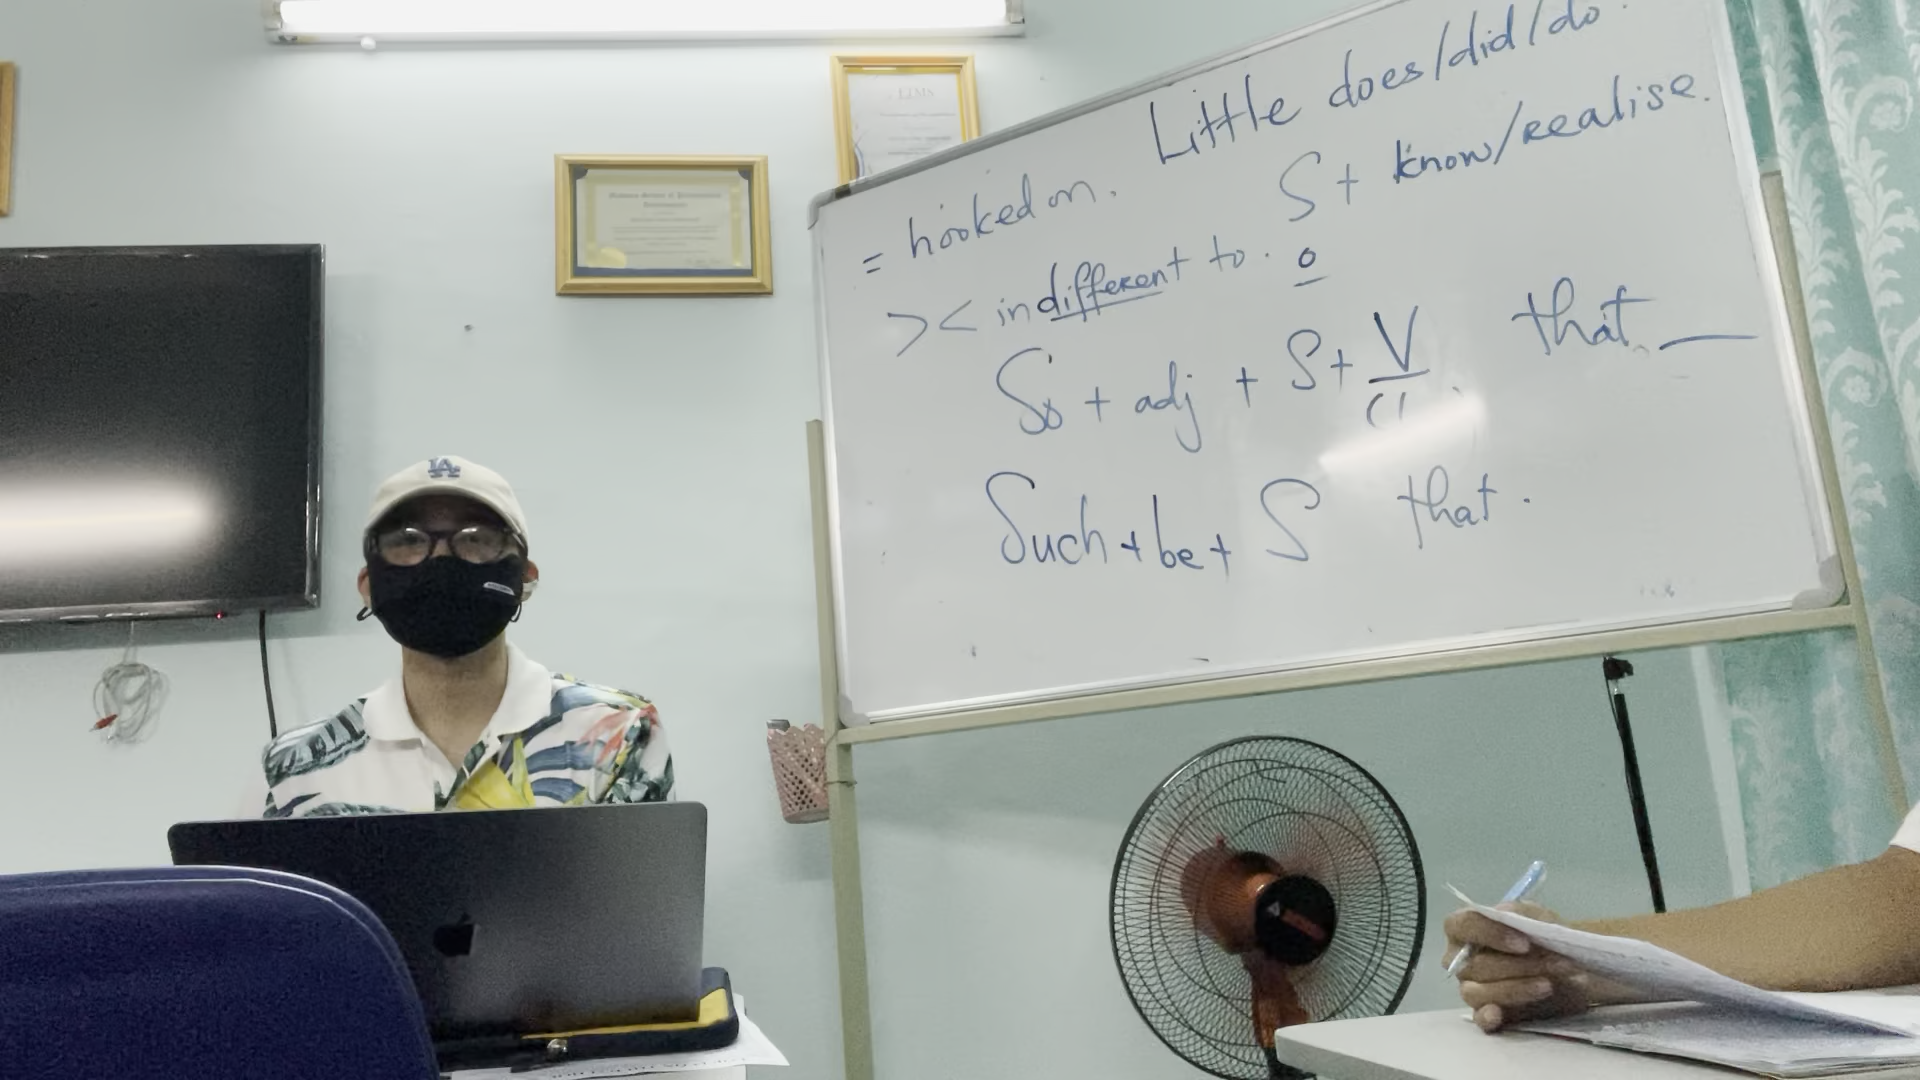 Little does/did/do.
= hooked on.
S + know/realise.
>< indifferent to.
o
So + adj + S + V that
Such + be + S that.
LA